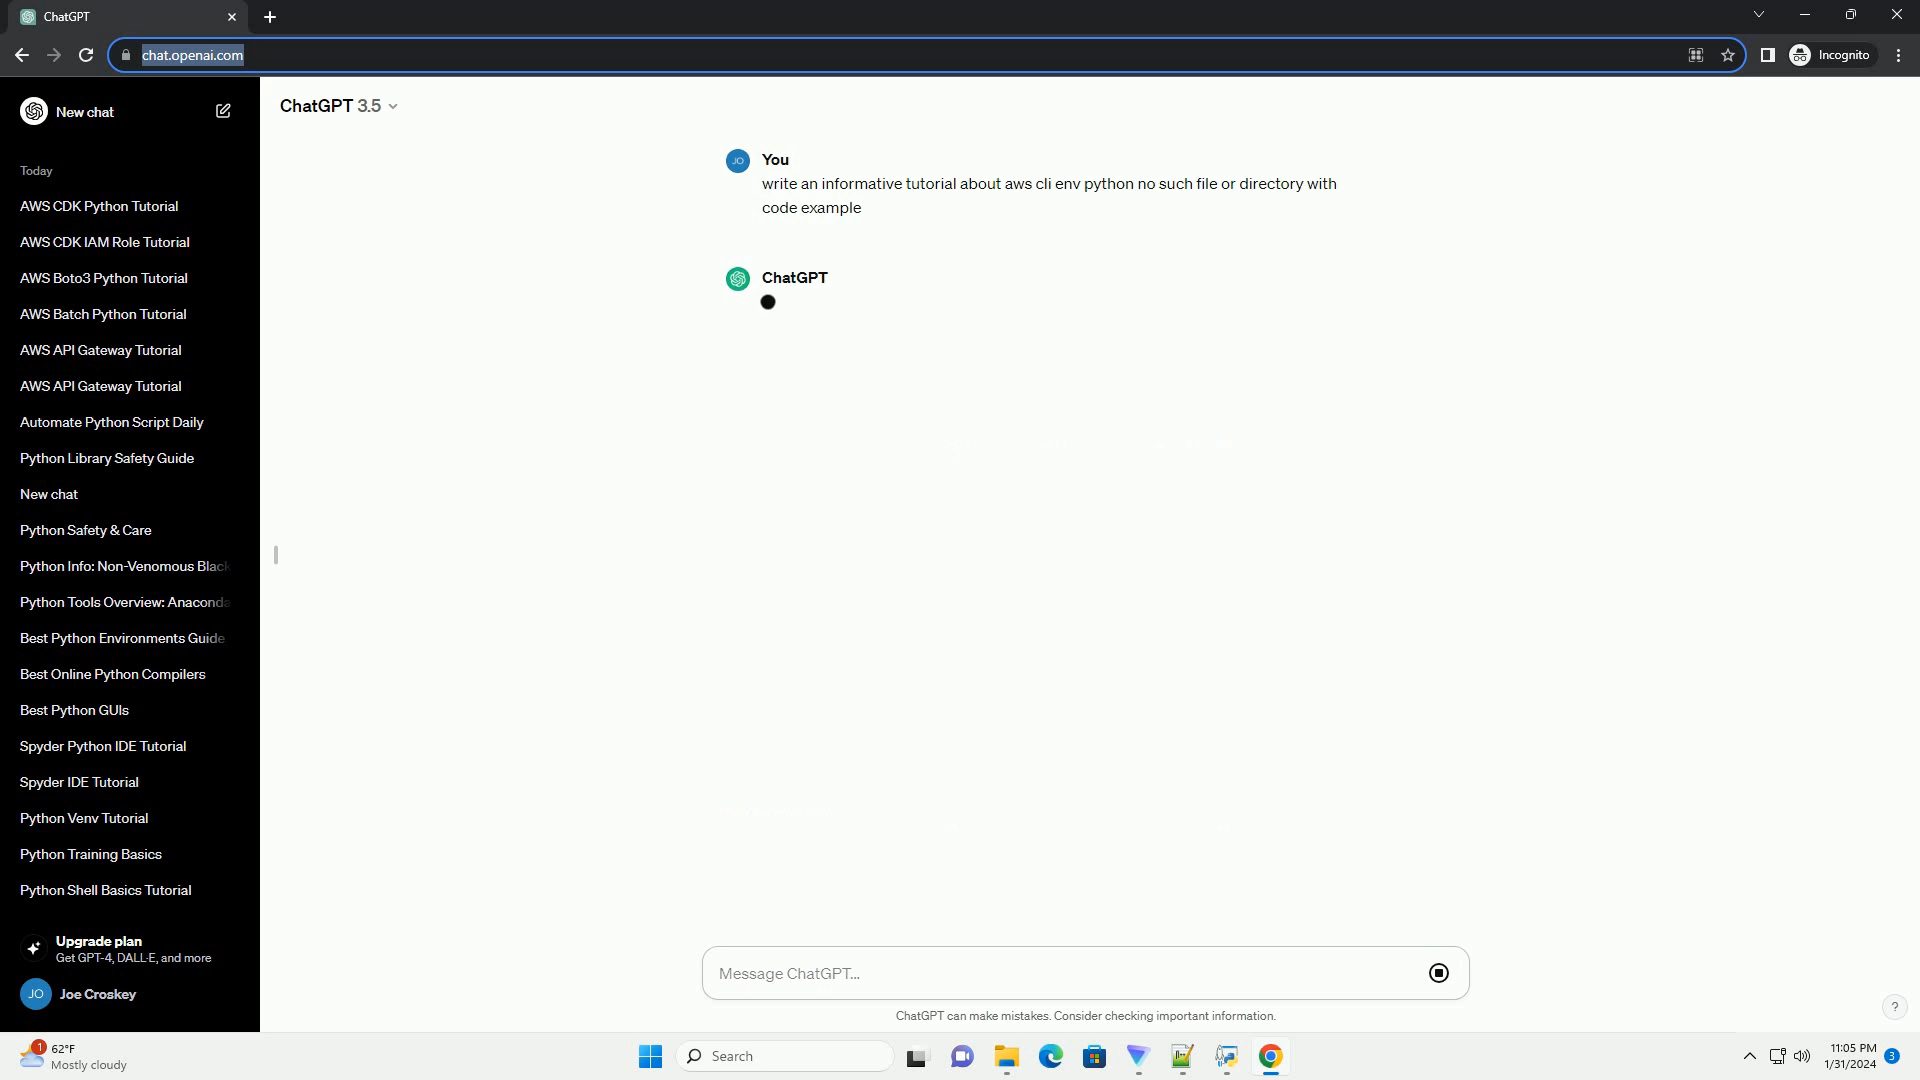 ChatGPT
chat.openai.com
Incognito
New chat
Today
AWS CDK Python Tutorial
AWS CDK IAM Role Tutorial
AWS Boto3 Python Tutorial
AWS Batch Python Tutorial
AWS API Gateway Tutorial
AWS API Gateway Tutorial
Automate Python Script Daily
Python Library Safety Guide
New chat
Python Safety & Care
Python Info: Non-Venomous Black
Python Tools Overview: Anaconda
Best Python Environments Guide
Best Online Python Compilers
Best Python GUIs
Spyder Python IDE Tutorial
Spyder IDE Tutorial
Python Venv Tutorial
Python Training Basics
Python Shell Basics Tutorial
Upgrade plan
Get GPT-4, DALL·E, and more
JO Joe Croskey
ChatGPT 3.5
JO You
write an informative tutorial about aws cli env python no such file or directory with
code example
ChatGPT
Message ChatGPT...
ChatGPT can make mistakes. Consider checking important information.
?
1 62°F
Mostly cloudy
Search
11:05 PM
1/31/2024
3